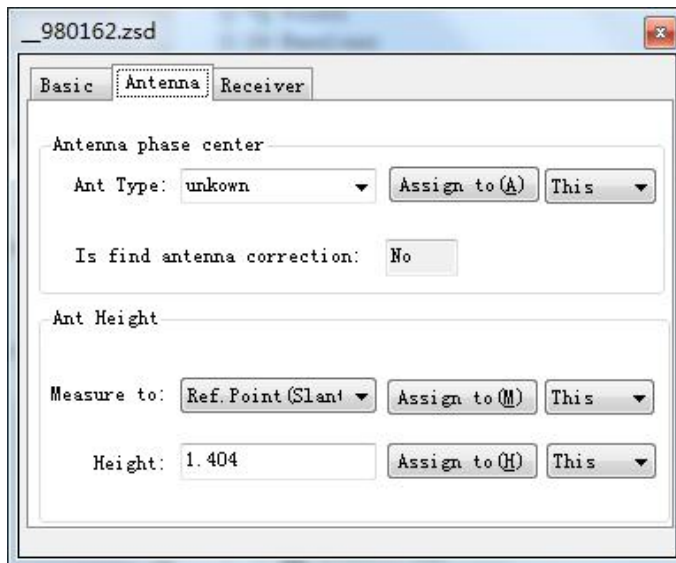 __980162.zsd
Basic Antenna Receiver
Antenna phase center
Ant Type: unkown Assign to(A) This
Is find antenna correction: No
Ant Height
Measure to: Ref.Point(Slant Assign to(M) This
Height: 1.404 Assign to(H) This